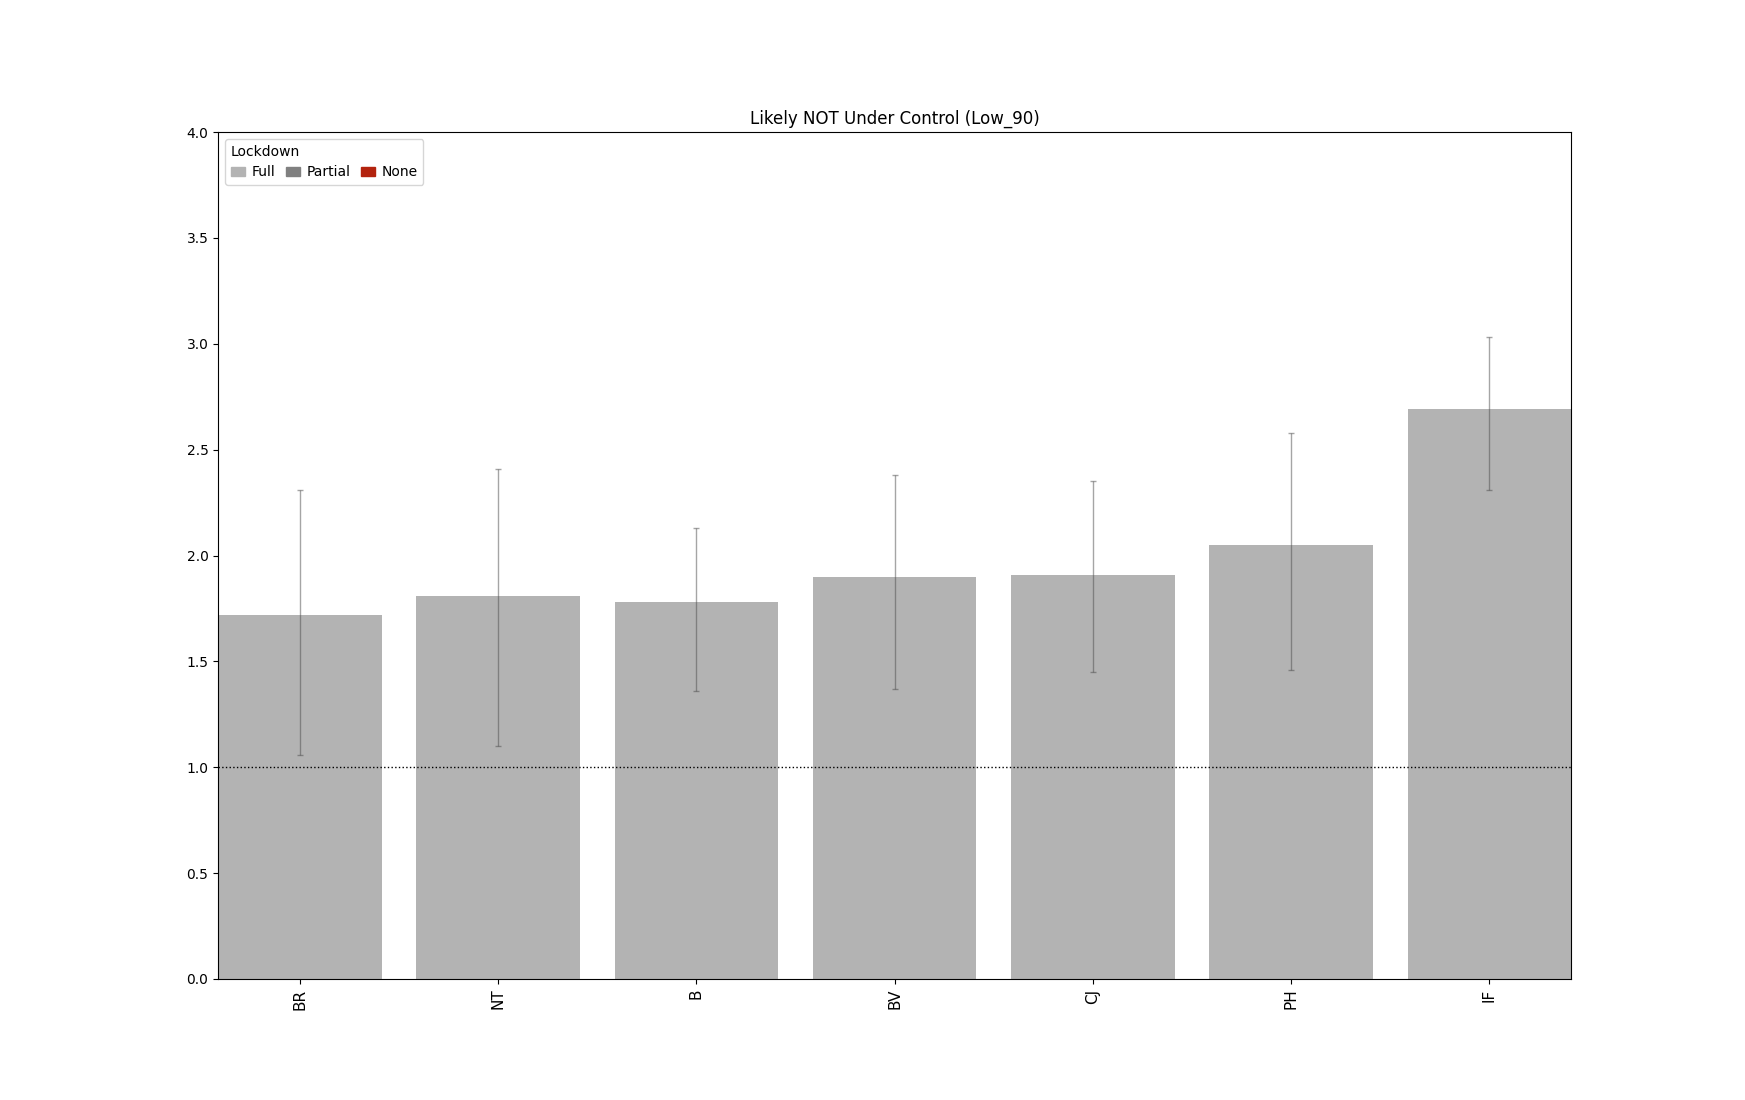 Likely NOT Under Control (Low_90)
Lockdown
Full Partial None
4.0
3.5
3.0
2.5
2.0
1.5
1.0
0.5
0.0
BR NT B BV CJ PH IF